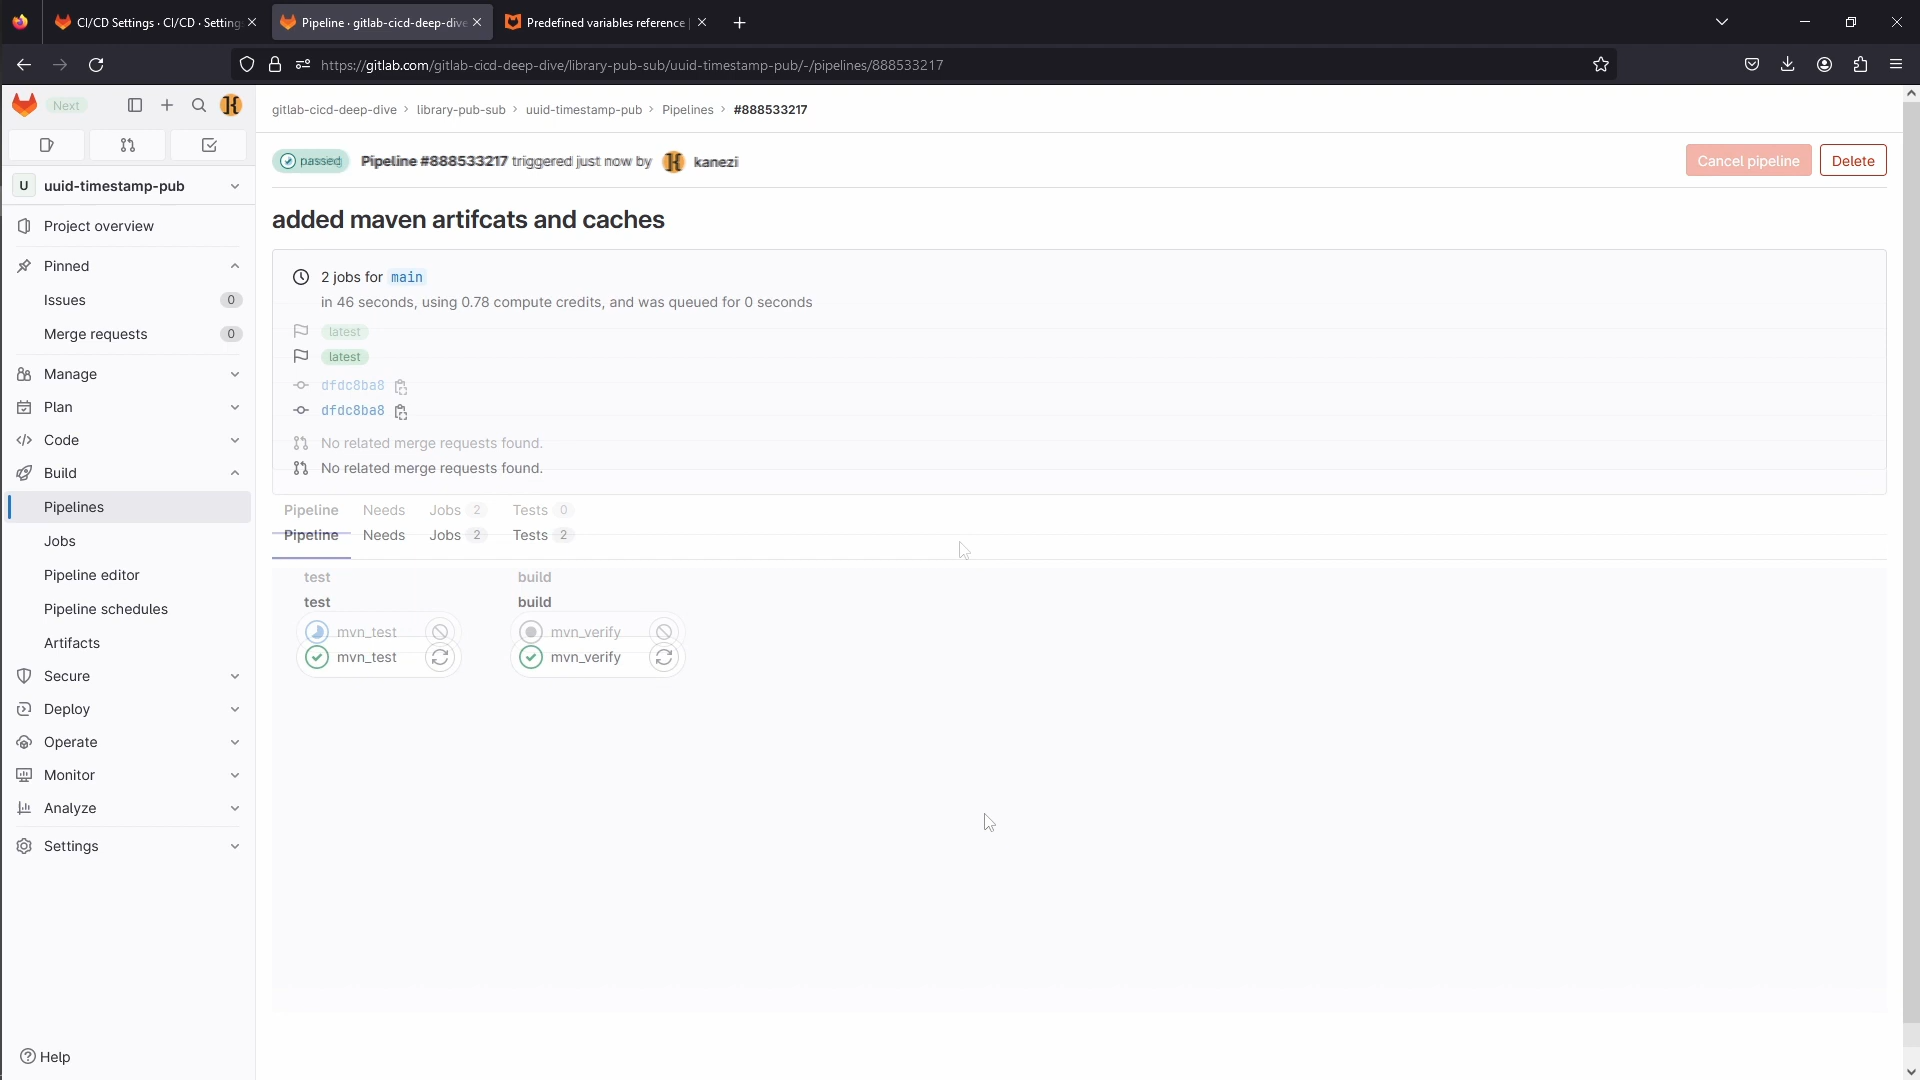 CI/CD Settings · CI/CD · Setting
Pipeline · gitlab-cicd-deep-dive
Predefined variables reference |
https://gitlab.com/gitlab-cicd-deep-dive/library-pub-sub/uuid-timestamp-pub/-/pipelines/888533217
Next
gitlab-cicd-deep-dive › library-pub-sub › uuid-timestamp-pub › Pipelines › #888533217
passed Pipeline #888533217 triggered just now by kanezi
Cancel pipeline Delete
U uuid-timestamp-pub
Project overview
Pinned
Issues 0
Merge requests 0
Manage
Plan
Code
Build
Pipelines
Jobs
Pipeline editor
Pipeline schedules
Artifacts
Secure
Deploy
Operate
Monitor
Analyze
Settings
Help
added maven artifcats and caches
2 jobs for main
in 46 seconds, using 0.78 compute credits, and was queued for 0 seconds
latest
latest
dfdc8ba8
dfdc8ba8
No related merge requests found.
No related merge requests found.
Pipeline Needs Jobs 2 Tests 0
Pipeline Needs Jobs 2 Tests 2
test build
test build
mvn_test mvn_verify
mvn_test mvn_verify